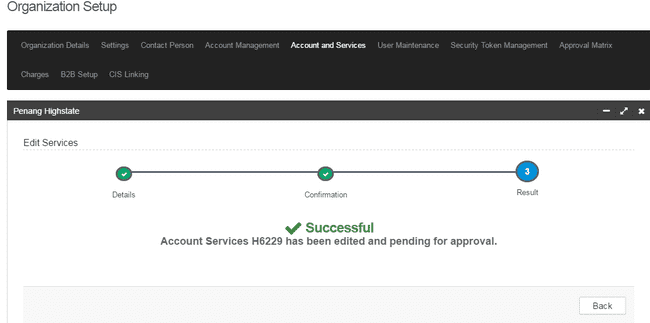 Organization Setup
Organization Details Settings Contact Person Account Management Account and Services User Maintenance Security Token Management Approval Matrix
Charges B2B Setup CIS Linking
Penang Highstate
Edit Services
3
Details Confirmation Result
Successful
Account Services H6229 has been edited and pending for approval.
Back